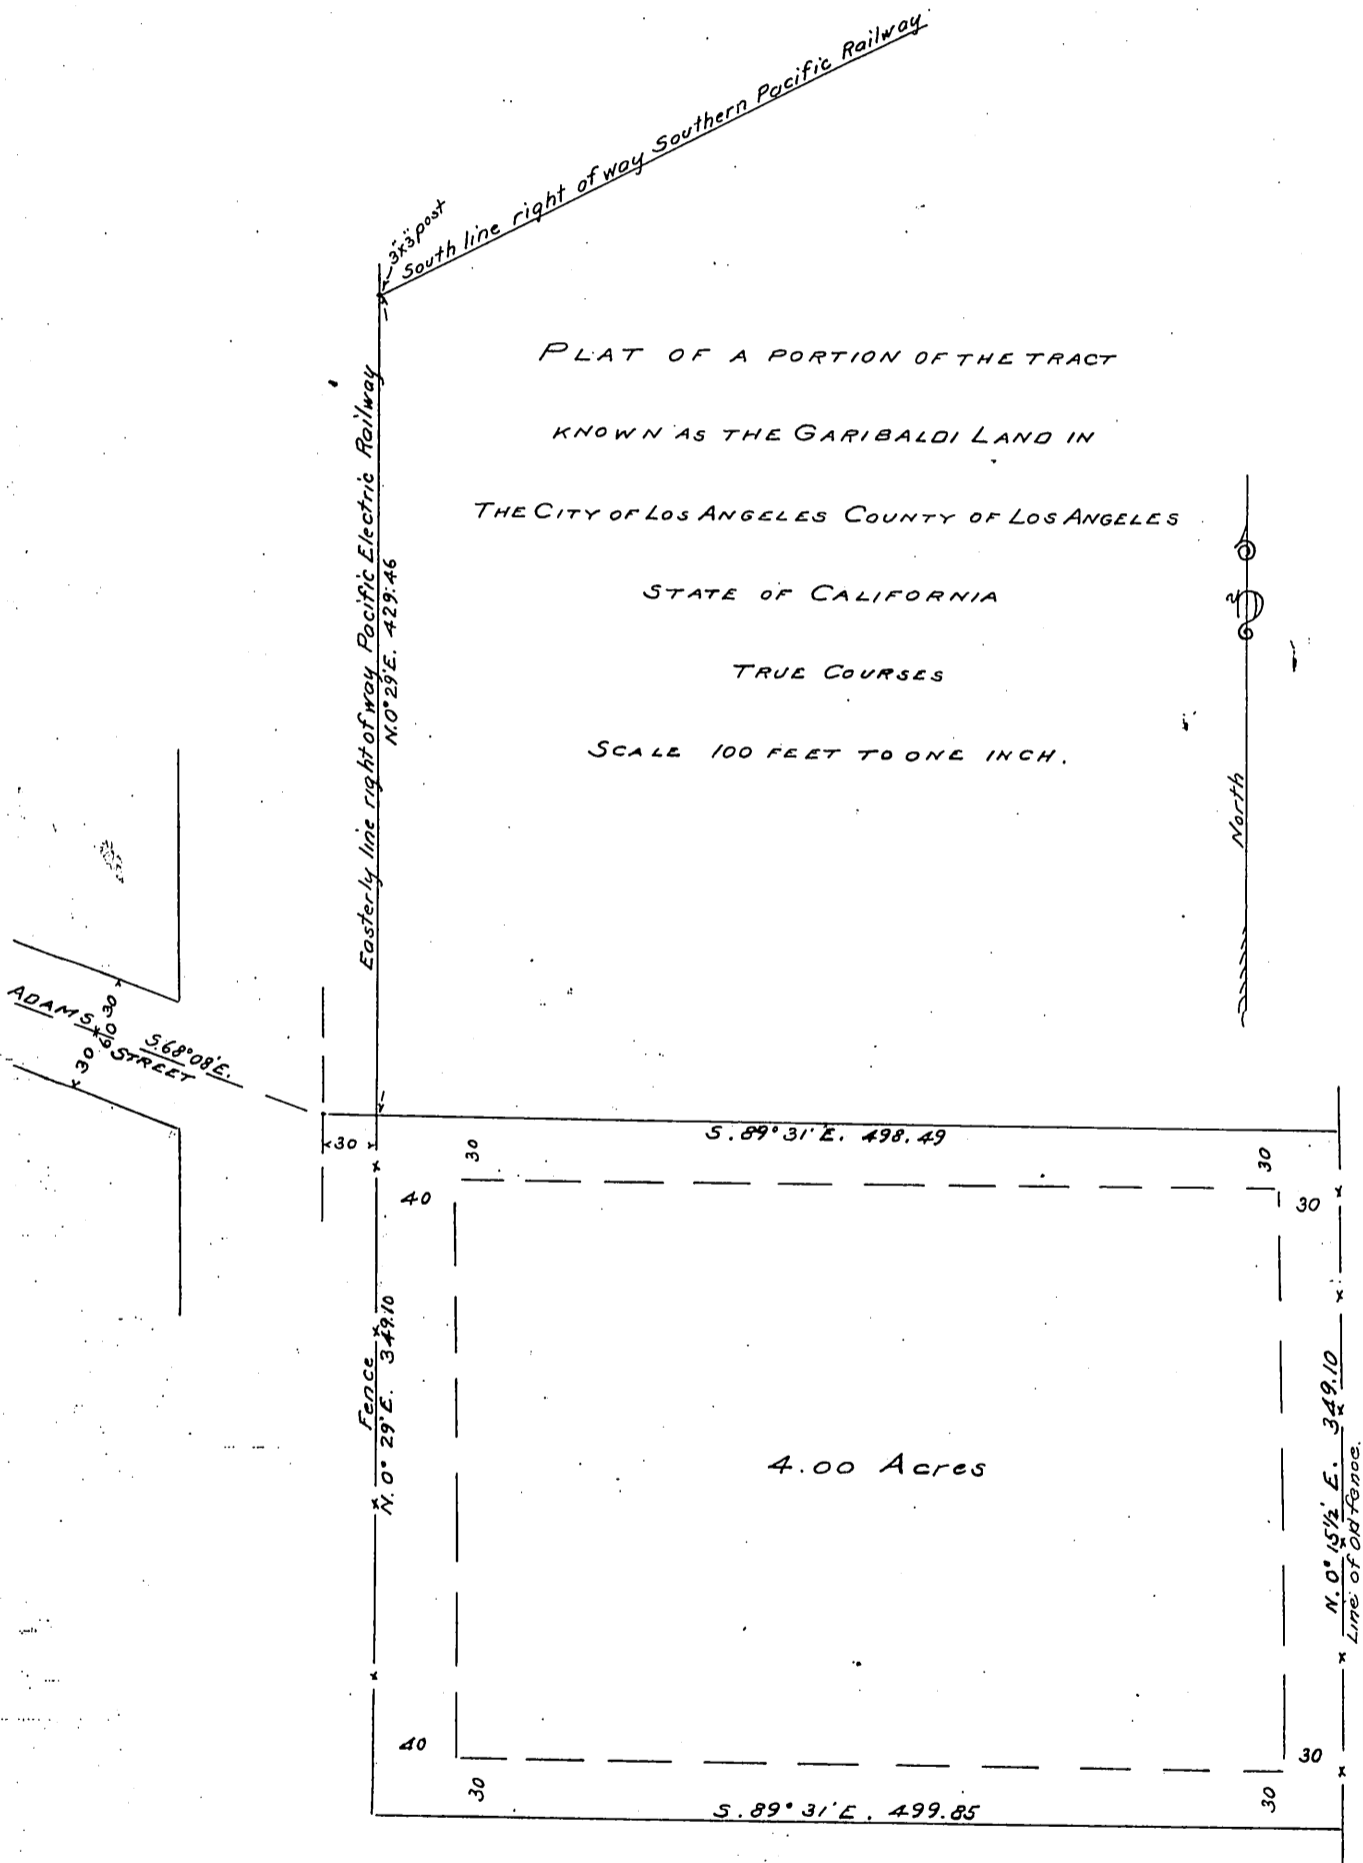 South line right of way Southern Pacific Railway
3"x3" post
PLAT OF A PORTION OF THE TRACT
KNOWN AS THE GARIBALDI LAND IN
THE CITY OF LOS ANGELES COUNTY OF LOS ANGELES
STATE OF CALIFORNIA
TRUE COURSES
SCALE 100 FEET TO ONE INCH.
Easterly line right of way Pacific Electric Railway
N.0°29'E. 429.46
North
ADAMS
STREET
S.68°08'E.
30
60
30
30
S.89°31'E. 498.49
30
30
40
30
Fence
N.0°29'E. 349.10
4.00 Acres
N.0°15½'E. 349.10
Line of old fence.
40
30
30
30
S.89°31'E. 499.85